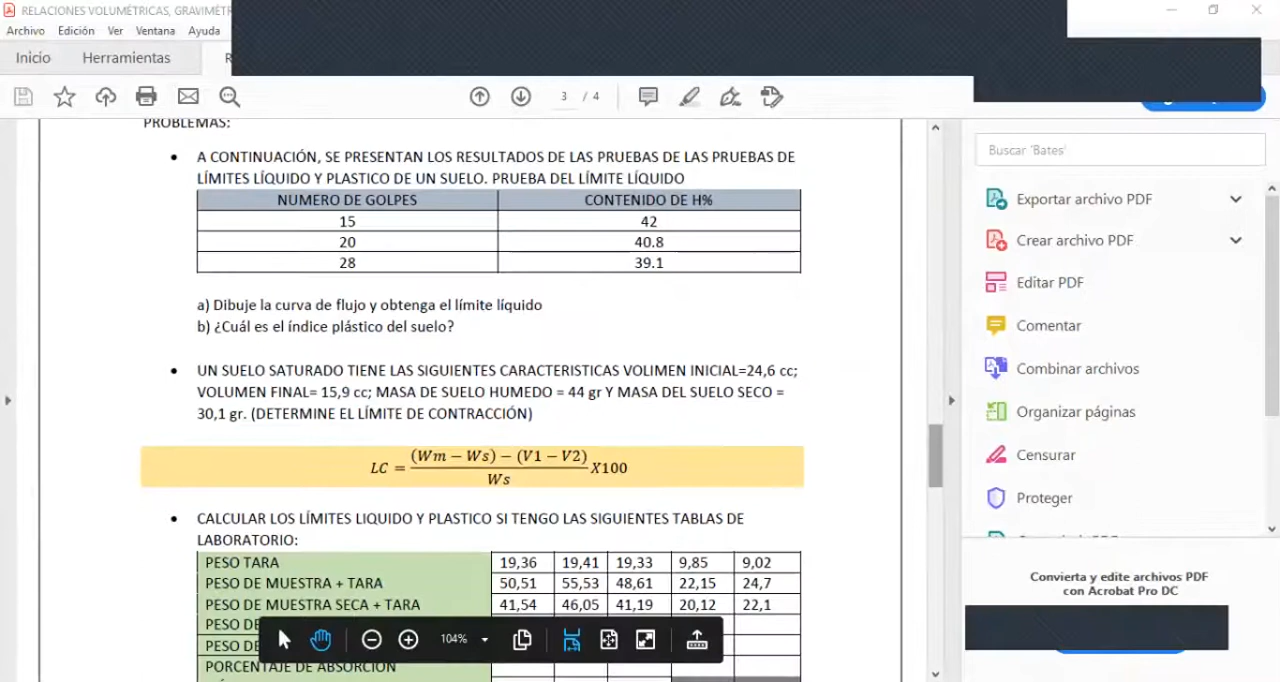 RELACIONES VOLUMÉTRICAS, GRAVIMÉTR
Archivo Edición Ver Ventana Ayuda
Inicio Herramientas R
3 / 4
PROBLEMAS:
• A CONTINUACIÓN, SE PRESENTAN LOS RESULTADOS DE LAS PRUEBAS DE LAS PRUEBAS DE
LÍMITES LÍQUIDO Y PLASTICO DE UN SUELO. PRUEBA DEL LÍMITE LÍQUIDO
NUMERO DE GOLPES CONTENIDO DE H%
15 42
20 40.8
28 39.1
a) Dibuje la curva de flujo y obtenga el límite líquido
b) ¿Cuál es el índice plástico del suelo?
• UN SUELO SATURADO TIENE LAS SIGUIENTES CARACTERISTICAS VOLIMEN INICIAL=24,6 cc;
VOLUMEN FINAL= 15,9 cc; MASA DE SUELO HUMEDO = 44 gr Y MASA DEL SUELO SECO =
30,1 gr. (DETERMINE EL LÍMITE DE CONTRACCIÓN)
LC = (Wm − Ws) − (V1 − V2) / Ws X100
• CALCULAR LOS LÍMITES LIQUIDO Y PLASTICO SI TENGO LAS SIGUIENTES TABLAS DE
LABORATORIO:
PESO TARA 19,36 19,41 19,33 9,85 9,02
PESO DE MUESTRA + TARA 50,51 55,53 48,61 22,15 24,7
PESO DE MUESTRA SECA + TARA 41,54 46,05 41,19 20,12 22,1
PESO DE
PESO DE
PORCENTAJE DE ABSORCION
104%
Buscar 'Bates'
Exportar archivo PDF
Crear archivo PDF
Editar PDF
Comentar
Combinar archivos
Organizar páginas
Censurar
Proteger
Convierta y edite archivos PDF
con Acrobat Pro DC